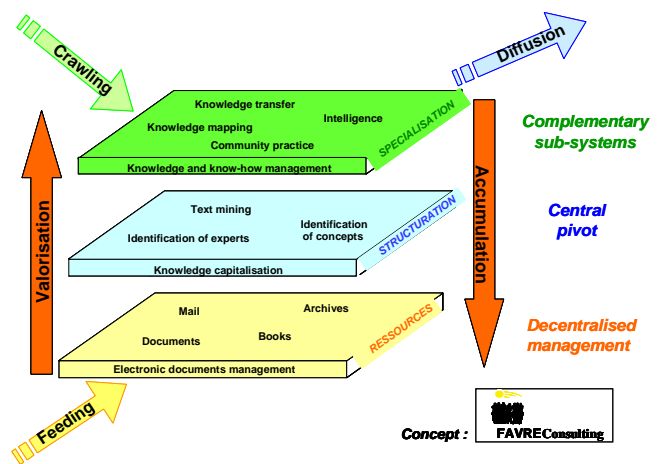 Crawling
Diffusion
Knowledge transfer
Intelligence
Knowledge mapping
Community practice
SPECIALISATION
Knowledge and know-how management
Complementary
sub-systems
Valorisation
Accumulation
Text mining
Identification
of concepts
Identification of experts
STRUCTURATION
Knowledge capitalisation
Central
pivot
Archives
Mail
Books
Documents
RESSOURCES
Electronic documents management
Decentralised
management
Feeding
Concept :
FAVREConsulting